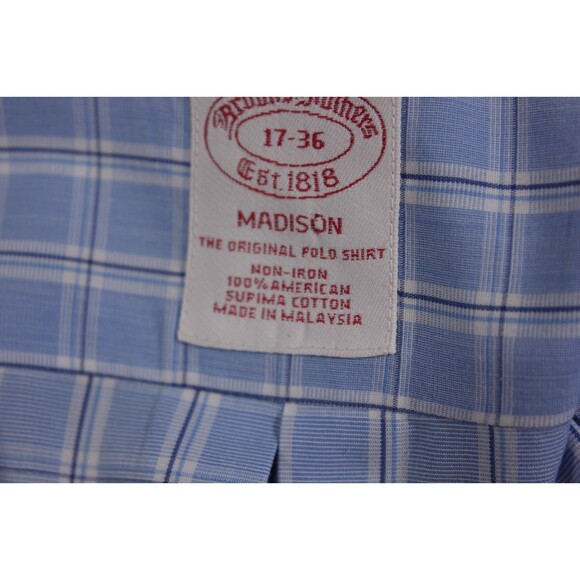 Brooks Brothers
17-36
Est. 1818
MADISON
THE ORIGINAL POLO SHIRT
NON-IRON
100% AMERICAN
SUPIMA COTTON
MADE IN MALAYSIA